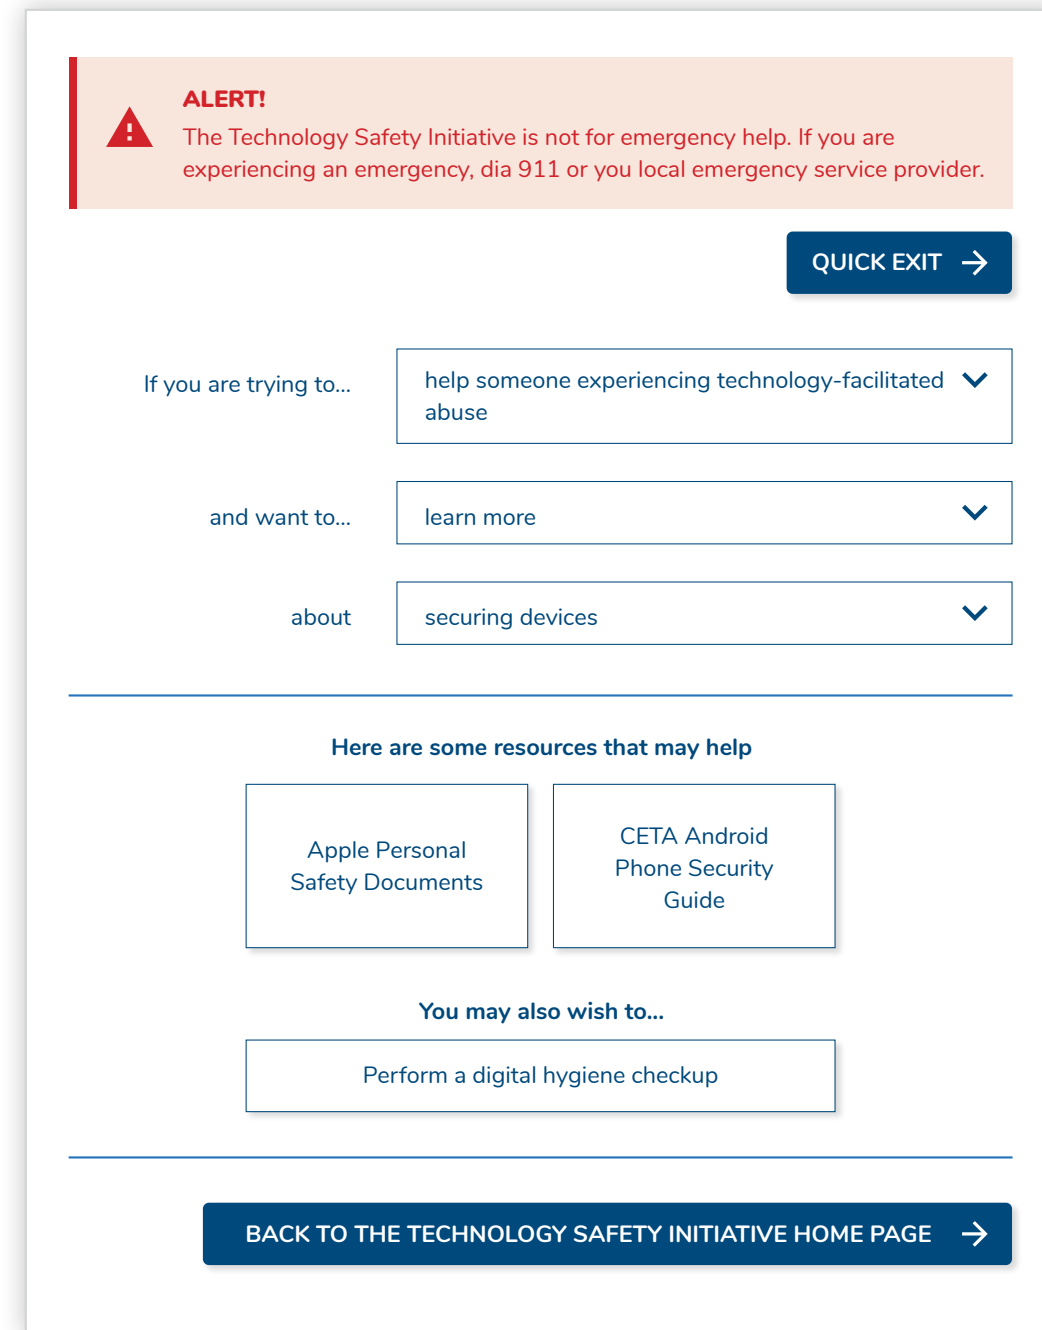 ALERT!
The Technology Safety Initiative is not for emergency help. If you are
experiencing an emergency, dia 911 or you local emergency service provider.
QUICK EXIT
If you are trying to...
help someone experiencing technology-facilitated
abuse
and want to...
learn more
about
securing devices
Here are some resources that may help
Apple Personal
Safety Documents
CETA Android
Phone Security
Guide
You may also wish to...
Perform a digital hygiene checkup
BACK TO THE TECHNOLOGY SAFETY INITIATIVE HOME PAGE